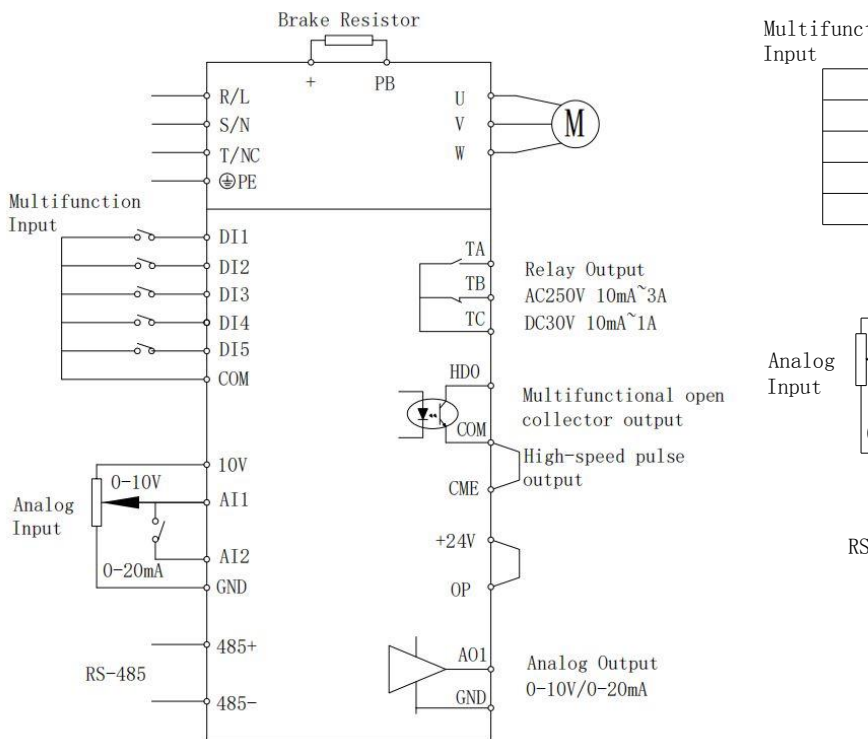 Brake Resistor
+
PB
R/L
S/N
T/NC
PE
U
V
W
M
Multifunction
Input
DI1
DI2
DI3
DI4
DI5
COM
TA
TB
TC
Relay Output
AC250V 10mA~3A
DC30V 10mA~1A
HDO
COM
CME
Multifunctional open
collector output
High-speed pulse
output
10V
0-10V
AI1
Analog
Input
AI2
0-20mA
GND
+24V
OP
485+
RS-485
485-
AO1
GND
Analog Output
0-10V/0-20mA
Multifunct
Input
Analog
Input
RS